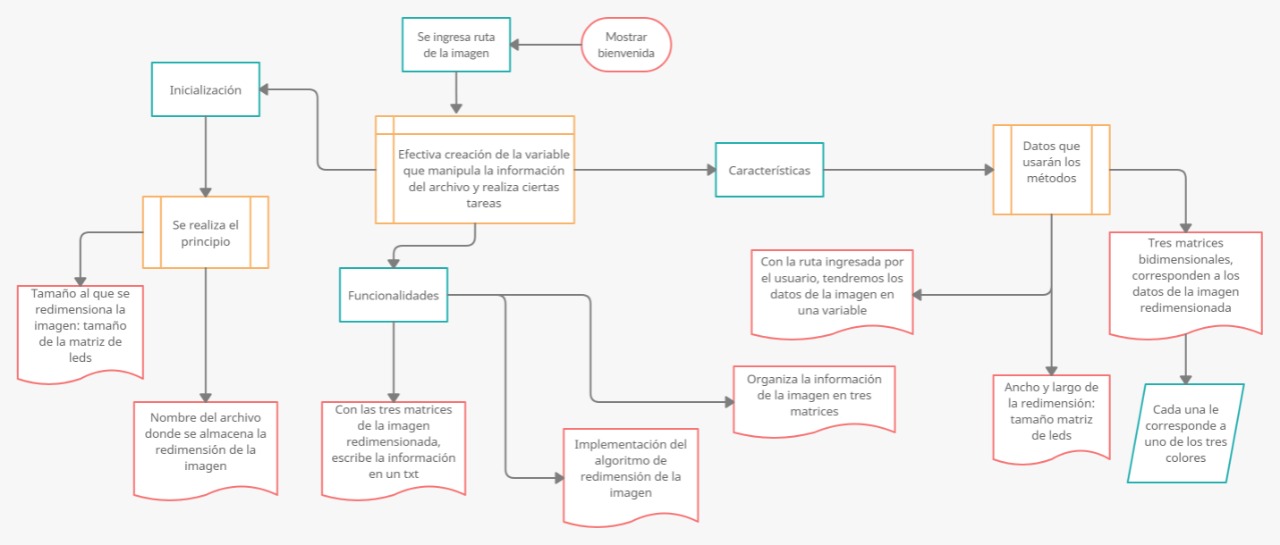 Se ingresa ruta
de la imagen
Mostrar
bienvenida
Inicialización
Efectiva creación de la variable
que manipula la información
del archivo y realiza ciertas
tareas
Características
Datos que
usarán los
métodos
Se realiza el
principio
Tamaño al que se
redimensiona la
imagen: tamaño
de la matriz de
leds
Nombre del archivo
donde se almacena la
redimensión de la
imagen
Funcionalidades
Con las tres matrices
de la imagen
redimensionada,
escribe la información
en un txt
Implementación del
algoritmo de
redimensión de la
imagen
Organiza la información
de la imagen en tres
matrices
Con la ruta ingresada por
el usuario, tendremos los
datos de la imagen en
una variable
Ancho y largo de
la redimensión:
tamaño matriz
de leds
Tres matrices
bidimensionales,
corresponden a los
datos de la imagen
redimensionada
Cada una le
corresponde a
uno de los tres
colores